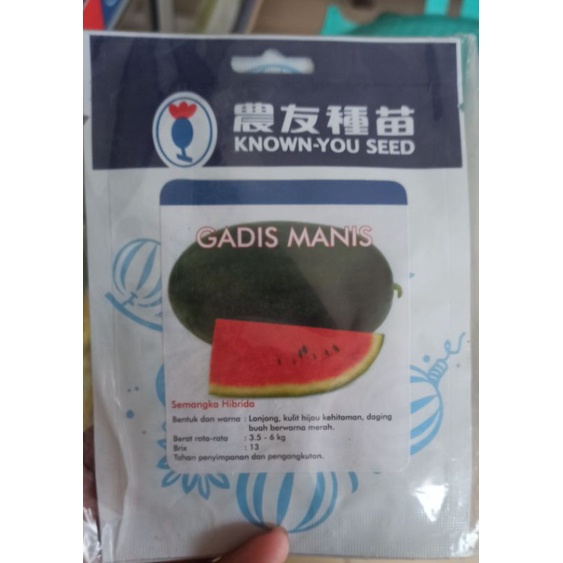 農友種苗
KNOWN-YOU SEED
GADIS MANIS
Semangka Hibrida
Bentuk dan warna : Lonjong, kulit hijau kehitaman, daging
buah berwarna merah.
Berat rata-rata : 3.5 - 6 kg
Brix : 13
Tahan penyimpanan dan pengangkutan.